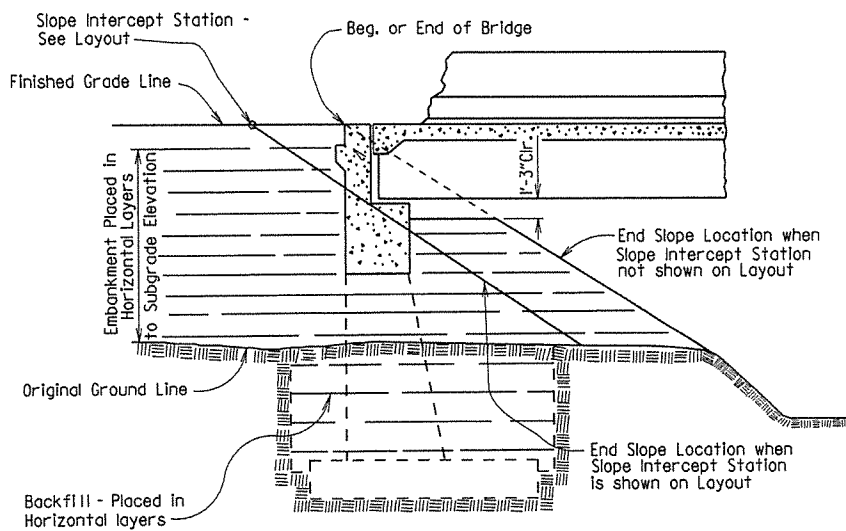 Slope Intercept Station -
See Layout
Beg. or End of Bridge
Finished Grade Line
Embankment Placed in
Horizontal Layers
to Subgrade Elevation
1'-3"Clr.
End Slope Location when
Slope Intercept Station
not shown on Layout
Original Ground Line
End Slope Location when
Slope Intercept Station
is shown on Layout
Backfill - Placed in
Horizontal layers